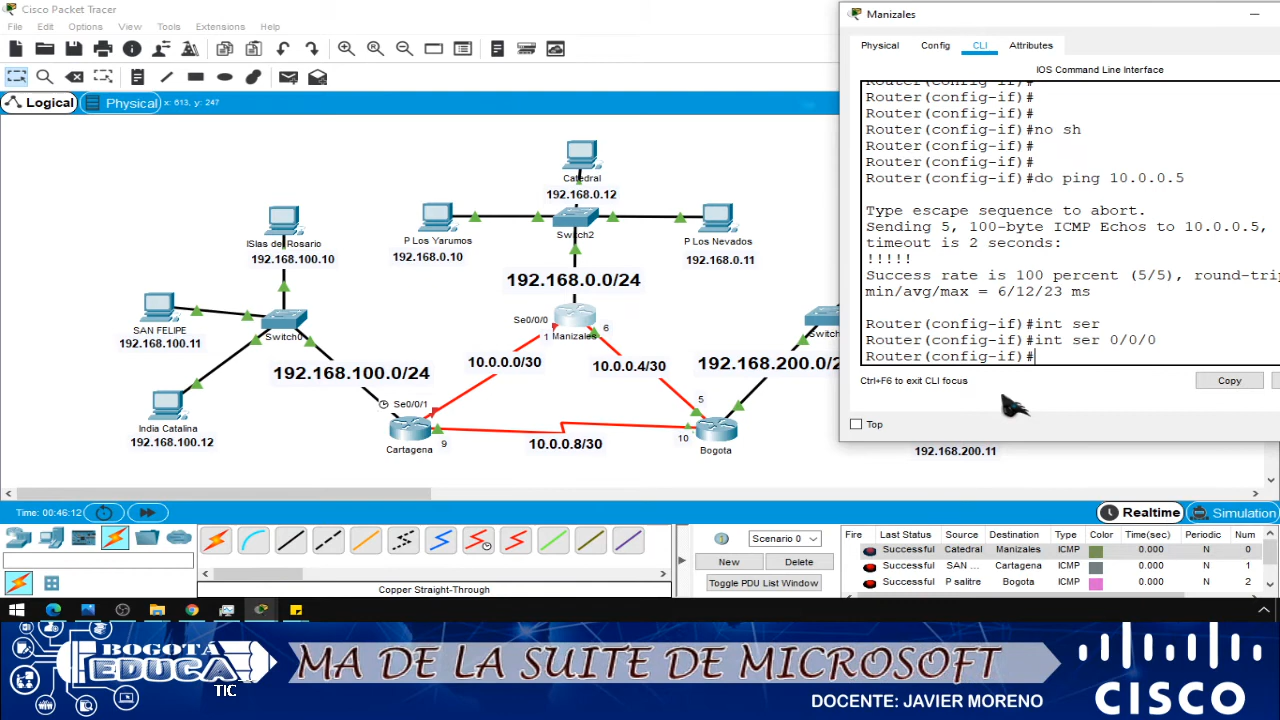 Cisco Packet Tracer
File Edit Options View Tools Extensions Help
Logical Physical x: 613, y: 247
Catedral
192.168.0.12
ISlas de Rosario
192.168.100.10
P Los Yarumos
192.168.0.10
Switch2
P Los Nevados
192.168.0.11
192.168.0.0/24
SAN FELIPE
192.168.100.11
Switch0
Se0/0/0
1
Manizales
6
Switch
192.168.100.0/24
10.0.0.0/30
10.0.0.4/30
192.168.200.0/2
India Catalina
192.168.100.12
Se0/0/1
Cartagena
9
10.0.0.8/30
5
10
Bogota
192.168.200.11
Manizales
Physical Config CLI Attributes
IOS Command Line Interface
Router(config-if)#
Router(config-if)#
Router(config-if)#
Router(config-if)#no sh
Router(config-if)#
Router(config-if)#
Router(config-if)#do ping 10.0.0.5
Type escape sequence to abort.
Sending 5, 100-byte ICMP Echos to 10.0.0.5,
timeout is 2 seconds:
!!!!!
Success rate is 100 percent (5/5), round-trip
min/avg/max = 6/12/23 ms
Router(config-if)#int ser
Router(config-if)#int ser 0/0/0
Router(config-if)#
Ctrl+F6 to exit CLI focus
Copy
Top
Time: 00:46:12
Realtime Simulation
Scenario 0
New Delete
Toggle PDU List Window
Copper Straight-Through
Fire Last Status Source Destination Type Color Time(sec) Periodic Num
Successful Catedral Manizales ICMP 0.000 N 0
Successful SAN ... Cartagena ICMP 0.000 N 1
Successful P salitre Bogota ICMP 0.000 N 2
BOGOTÁ
EDUCA
TIC
MA DE LA SUITE DE MICROSOFT
DOCENTE: JAVIER MORENO
CISCO